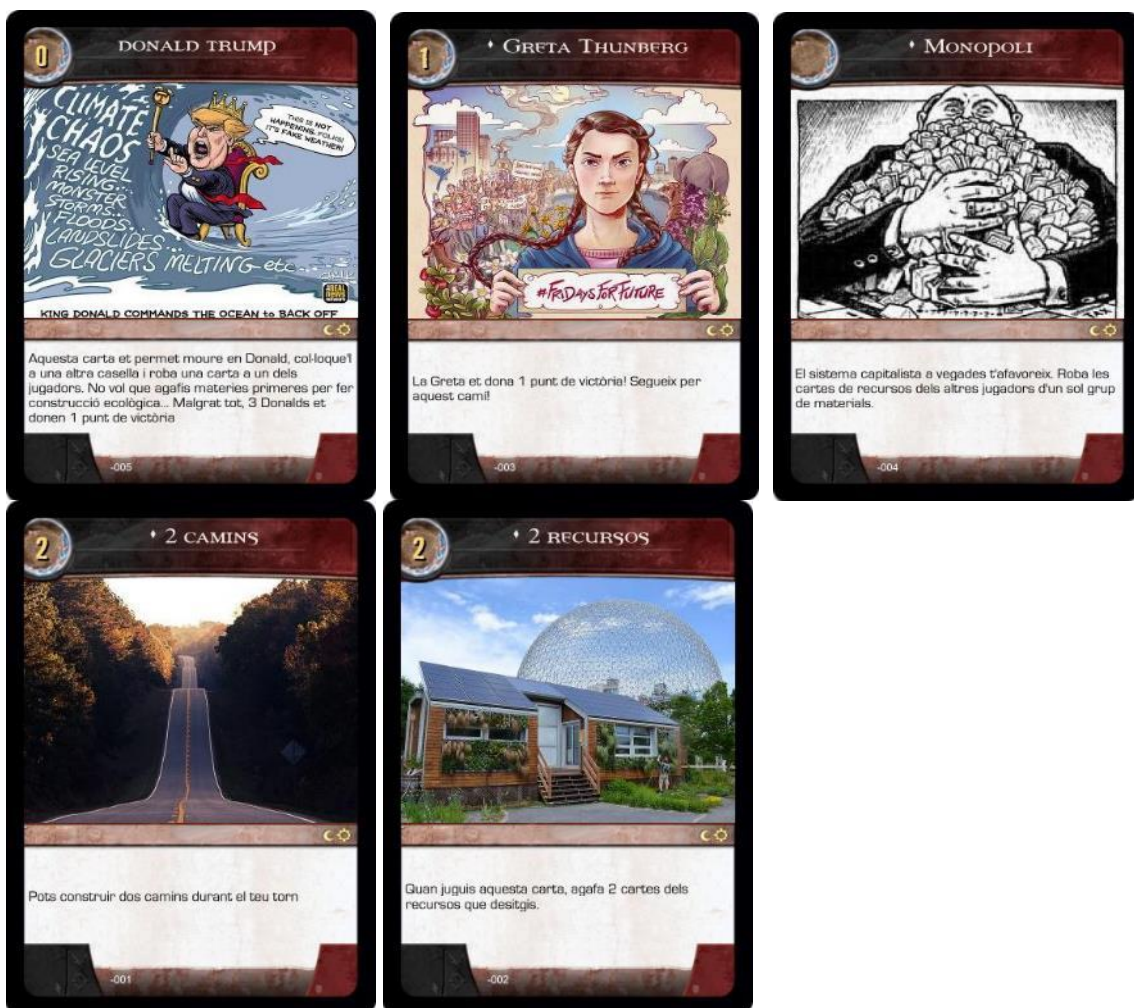 0
DONALD TRUMP
CLIMATE
CHAOS
SEA LEVEL
RISING...
MONSTER
STORMS...
FLOODS...
LANDSLIDES...
GLACIERS MELTING etc
THIS IS NOT
HAPPENING, FOLKS!
IT'S FAKE WEATHER!
KING DONALD COMMANDS THE OCEAN to BACK OFF
Aquesta carta et permet moure en Donald, col·loque'l
a una altra casella i roba una carta a un dels
jugadors. No vol que agafis materies primeres per fer
construcció ecològica... Malgrat tot, 3 Donalds et
donen 1 punt de victòria
-005
1
Greta Thunberg
#FRIDAYS FOR FUTURE
La Greta et dona 1 punt de victòria! Segueix per
aquest camí!
-003
Monopoli
El sistema capitalista a vegades t'afavoreix. Roba les
cartes de recursos dels altres jugadors d'un sol grup
de materials.
-004
2
2 CAMINS
Pots construir dos camins durant el teu torn
-001
2
2 RECURSOS
Quan juguis aquesta carta, agafa 2 cartes dels
recursos que desitgis.
-002